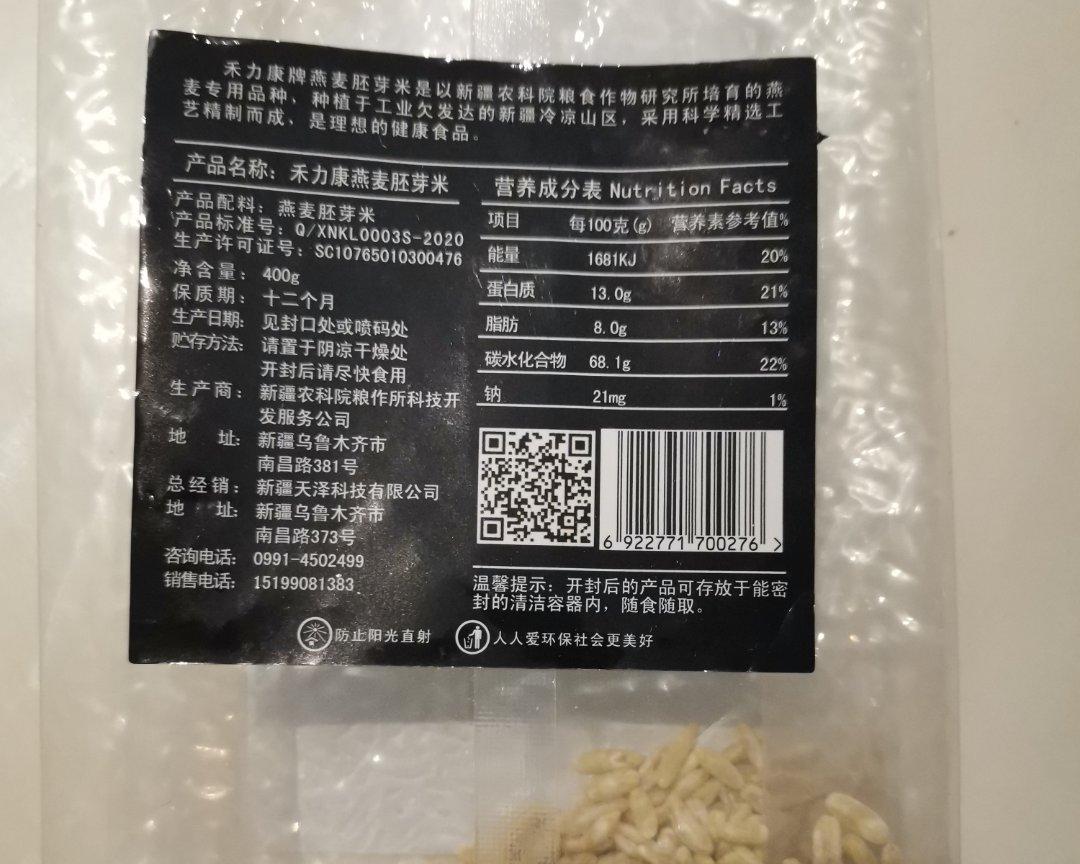 禾力康牌燕麦胚芽米是以新疆农科院粮食作物研究所培育的燕
麦专用品种、种植于工业欠发达的新疆冷凉山区，采用科学精选工
艺精制而成、是理想的健康食品。
产品名称：禾力康燕麦胚芽米
产品配料：燕麦胚芽米
产品标准号：Q/XNKL0003S-2020
生产许可证号：SC10765010300476
净含量：400g
保质期：十二个月
生产日期：见封口处或喷码处
贮存方法：请置于阴凉干燥处
开封后请尽快食用
生产商：新疆农科院粮作所科技开
发服务公司
地址：新疆乌鲁木齐市
南昌路381号
总经销：新疆天泽科技有限公司
地址：新疆乌鲁木齐市
南昌路373号
咨询电话：0991-4502499
销售电话：15199081383
营养成分表 Nutrition Facts
项目 每100克(g) 营养素参考值%
能量 1681KJ 20%
蛋白质 13.0g 21%
脂肪 8.0g 13%
碳水化合物 68.1g 22%
钠 21mg 1%
6 922771 700276 >
温馨提示：开封后的产品可存放于能密
封的清洁容器内，随食随取。
防止阳光直射 人人爱环保社会更美好